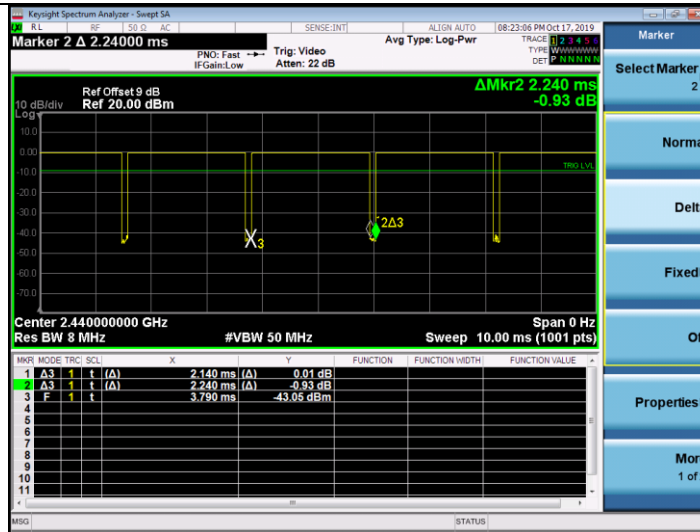 Keysight Spectrum Analyzer - Swept SA
LXI RL RF 50 Ω AC SENSE:INT ALIGN AUTO 08:23:06 PM Oct 17, 2019
Marker 2 Δ 2.24000 ms
PNO: Fast
IFGain:Low
Trig: Video
Atten: 22 dB
Avg Type: Log-Pwr
TRACE 1 2 3 4 5 6
TYPE WWWWWW
DET P N N N N N
Marker
Select Marker
2
Norma
Delt
Fixed
Of
Properties
Mor
1 of
10 dB/div
Log
Ref Offset 9 dB
Ref 20.00 dBm
ΔMkr2 2.240 ms
-0.93 dB
10.0
0.00
-10.0
-20.0
-30.0
-40.0
-50.0
-60.0
-70.0
TRIG LVL
3
2Δ3
Center 2.440000000 GHz
Span 0 Hz
Res BW 8 MHz #VBW 50 MHz Sweep 10.00 ms (1001 pts)
MKR MODE TRC SCL X Y FUNCTION FUNCTION WIDTH FUNCTION VALUE
1 Δ3 1 t (Δ) 2.140 ms (Δ) 0.01 dB
2 Δ3 1 t (Δ) 2.240 ms (Δ) -0.93 dB
3 F 1 t 3.790 ms -43.05 dBm
4
5
6
7
8
9
10
11
MSG STATUS